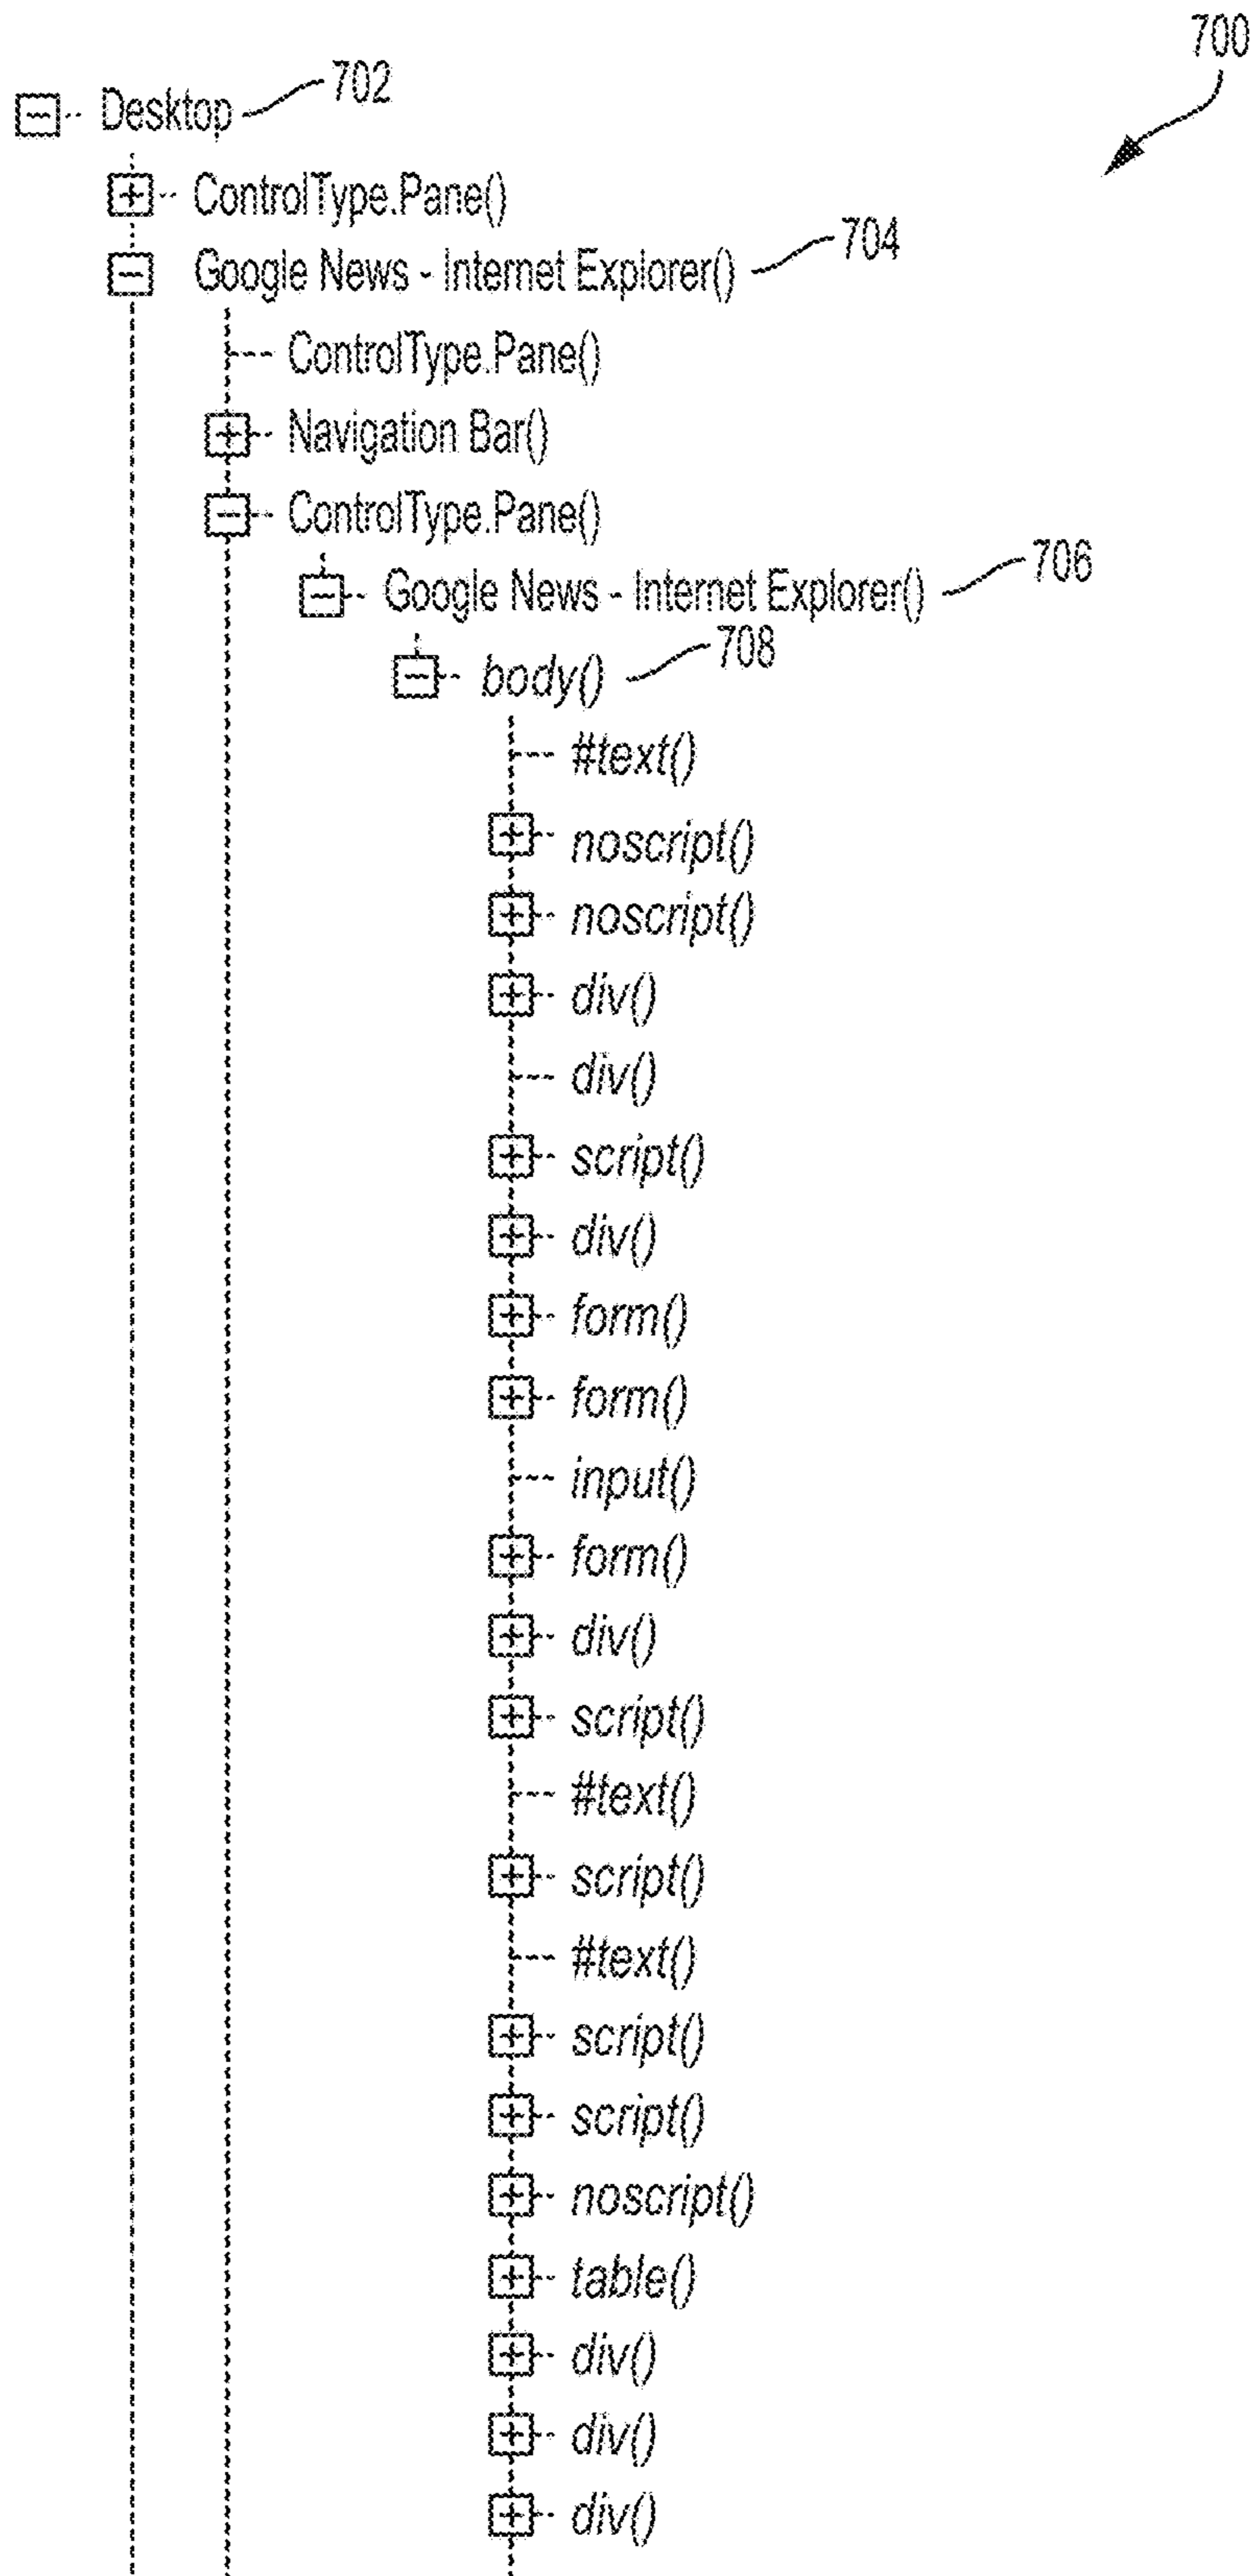 700
Desktop 702
ControlType.Pane()
Google News - Internet Explorer() 704
ControlType.Pane()
Navigation Bar()
ControlType.Pane()
Google News - Internet Explorer() 706
body() 708
#text()
noscript()
noscript()
div()
div()
script()
div()
form()
form()
input()
form()
div()
script()
#text()
script()
#text()
script()
script()
noscript()
table()
div()
div()
div()